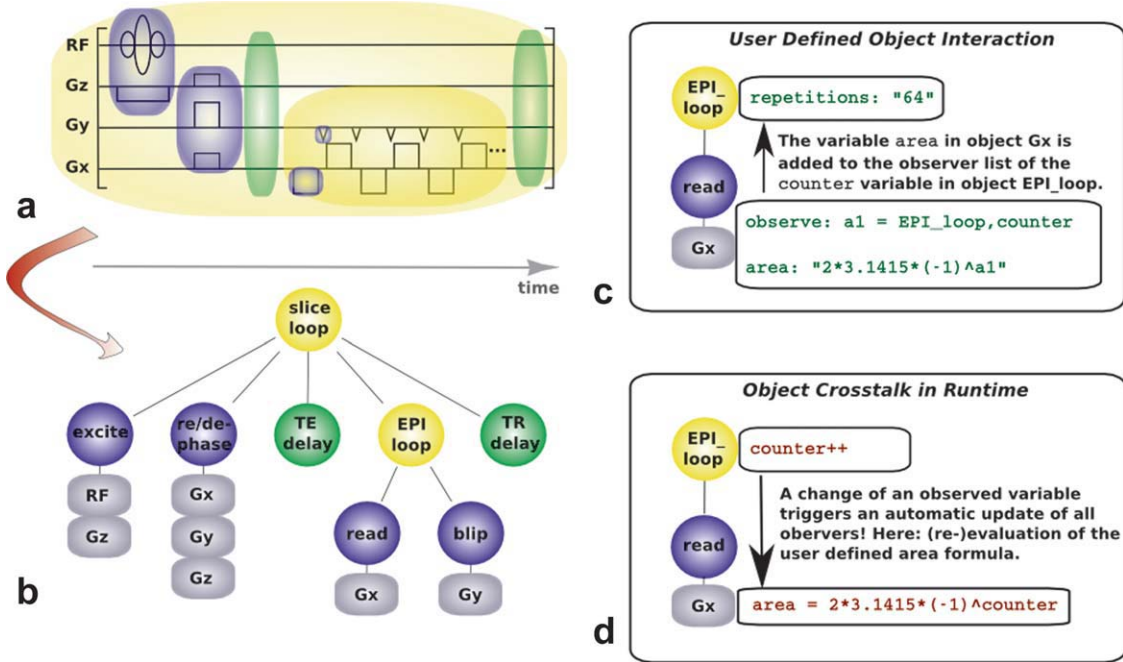 RF
Gz
Gy
Gx
...
a
time
slice
loop
excite
re/de-
phase
TE
delay
EPI
loop
TR
delay
RF
Gz
Gx
Gy
Gz
read
blip
Gx
Gy
b
User Defined Object Interaction
EPI_
loop
repetitions: "64"
The variable area in object Gx is
added to the observer list of the
counter variable in object EPI_loop.
read
observe: a1 = EPI_loop,counter
Gx
area: "2*3.1415*(-1)^a1"
c
Object Crosstalk in Runtime
EPI_
loop
counter++
A change of an observed variable
triggers an automatic update of all
obervers! Here: (re-)evaluation of the
user defined area formula.
read
Gx
area = 2*3.1415*(-1)^counter
d